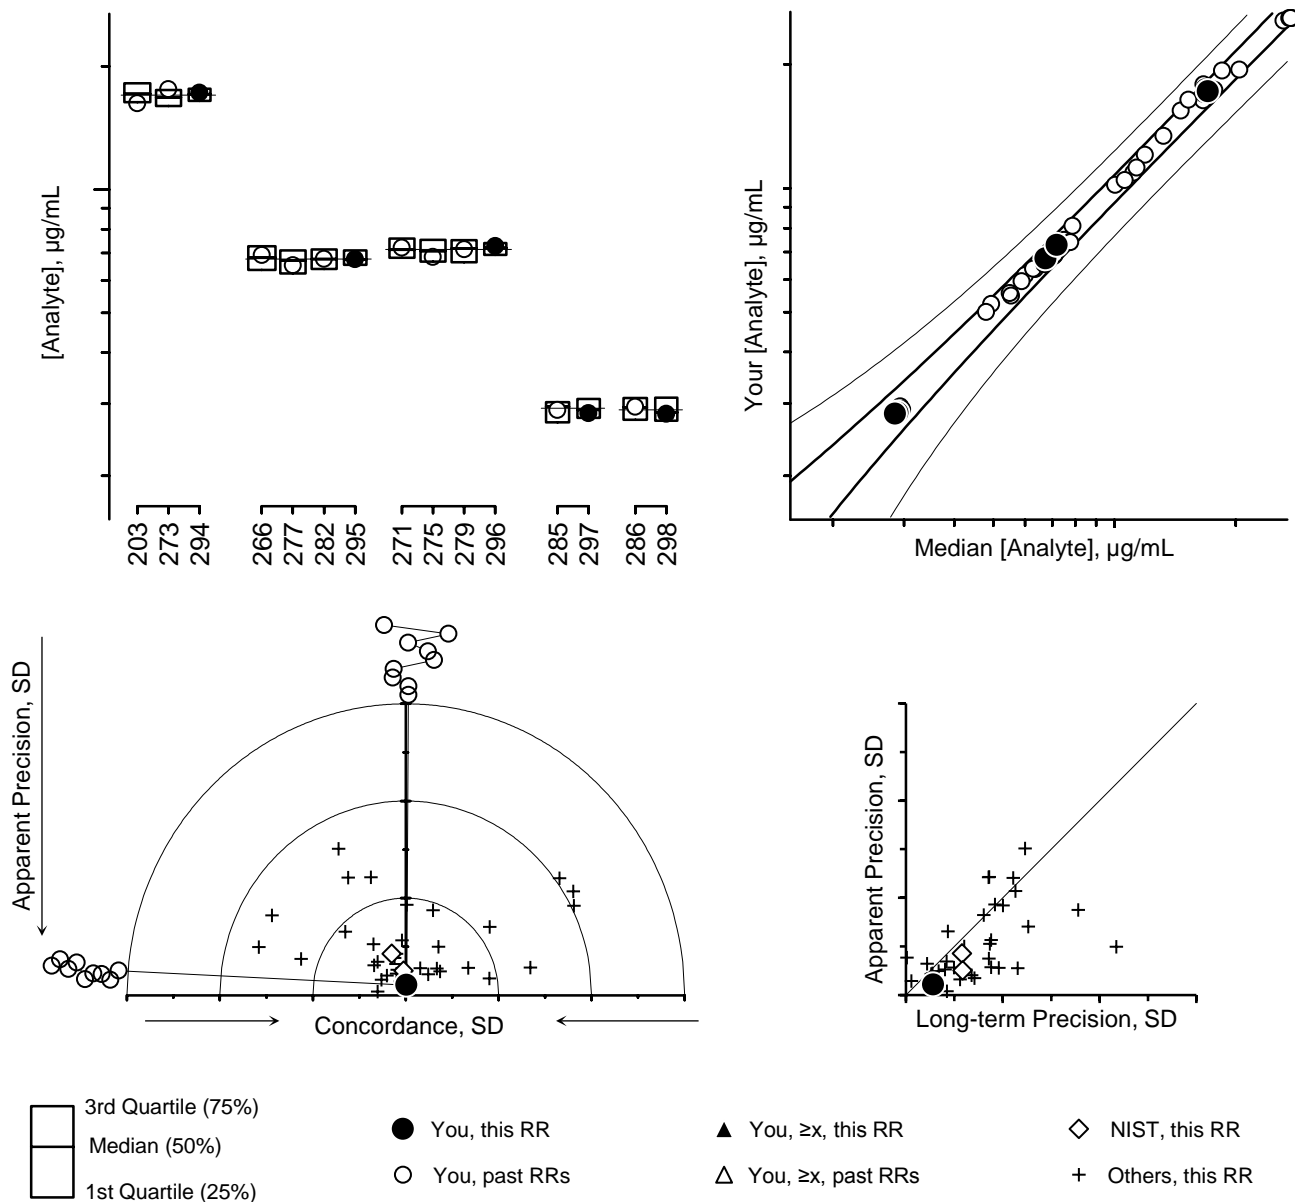 [Analyte], µg/mL
203
273
294
266
277
282
295
271
275
279
296
285
297
286
298
Your [Analyte], µg/mL
Median [Analyte], µg/mL
Apparent Precision, SD
Concordance, SD
Apparent Precision, SD
Long-term Precision, SD
3rd Quartile (75%)
Median (50%)
1st Quartile (25%)
You, this RR
You, past RRs
You, ≥x, this RR
You, ≥x, past RRs
NIST, this RR
Others, this RR